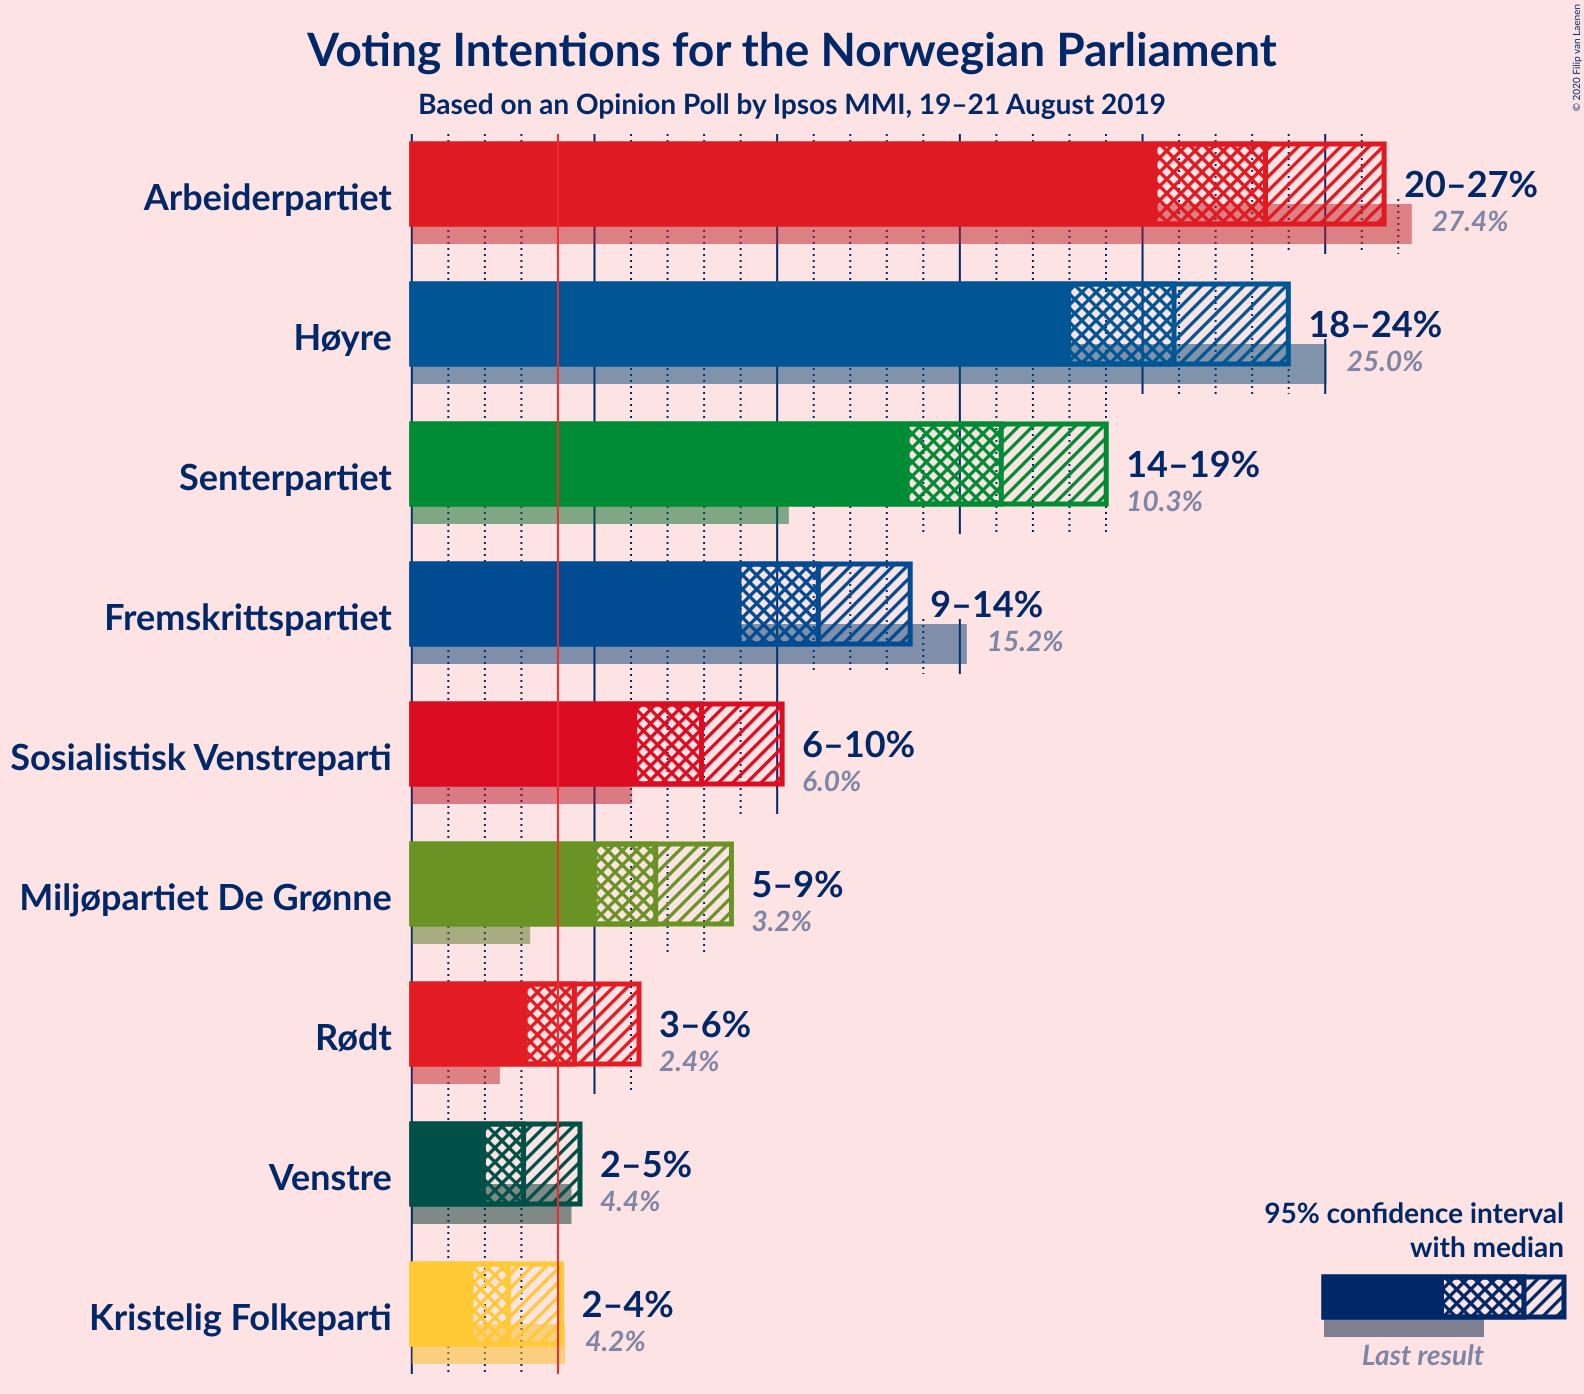 Voting Intentions for the Norwegian Parliament
Based on an Opinion Poll by Ipsos MMI, 19–21 August 2019
© 2020 Filip van Laenen
Arbeiderpartiet
20–27%
27.4%
Høyre
18–24%
25.0%
Senterpartiet
14–19%
10.3%
Fremskrittspartiet
9–14%
15.2%
Sosialistisk Venstreparti
6–10%
6.0%
Miljøpartiet De Grønne
5–9%
3.2%
Rødt
3–6%
2.4%
Venstre
2–5%
4.4%
Kristelig Folkeparti
2–4%
4.2%
95% confidence interval
with median
Last result